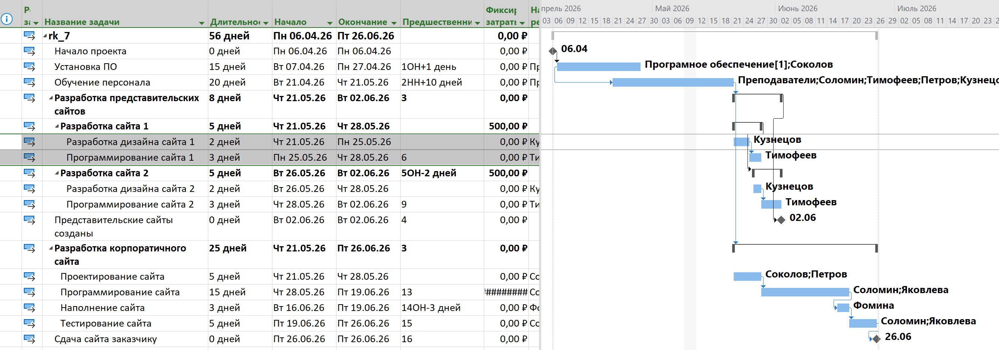 Ре Фиксир На прель 2026 Май 2026 Июнь 2026 Июль 2026
за Название задачи Длительнос Начало Окончание Предшественни затрать ре 03 06 09 12 15 18 21 24 27 30 03 06 09 12 15 18 21 24 27 30 02 05 08 11 14 17 20 23 26 29 02 05 08 11 14 17 20 23 2
rk_7 56 дней Пн 06.04.26 Пт 26.06.26 0,00 ₽
Начало проекта 0 дней Пн 06.04.26 Пн 06.04.26 0,00 ₽ 06.04
Установка ПО 15 дней Вт 07.04.26 Пн 27.04.26 1ОН+1 день 0,00 ₽ Пр Програмное обеспечение[1];Соколов
Обучение персонала 20 дней Вт 21.04.26 Чт 21.05.26 2НН+10 дней 0,00 ₽ Пр Преподаватели;Соломин;Тимофеев;Петров;Кузнецо
Разработка представительских 8 дней Чт 21.05.26 Вт 02.06.26 3 0,00 ₽
сайтов
Разработка сайта 1 5 дней Чт 21.05.26 Чт 28.05.26 500,00 ₽
Разработка дизайна сайта 1 2 дней Чт 21.05.26 Пн 25.05.26 0,00 ₽ Ку Кузнецов
Программирование сайта 1 3 дней Пн 25.05.26 Чт 28.05.26 6 0,00 ₽ Ти Тимофеев
Разработка сайта 2 5 дней Вт 26.05.26 Вт 02.06.26 5ОН-2 дней 500,00 ₽
Разработка дизайна сайта 2 2 дней Вт 26.05.26 Чт 28.05.26 0,00 ₽ Ку Кузнецов
Программирование сайта 2 3 дней Чт 28.05.26 Вт 02.06.26 9 0,00 ₽ Ти Тимофеев
Представительские сайты 0 дней Вт 02.06.26 Вт 02.06.26 4 0,00 ₽ 02.06
созданы
Разработка корпоратичного 25 дней Чт 21.05.26 Пт 26.06.26 3 0,00 ₽
сайта
Проектирование сайта 5 дней Чт 21.05.26 Чт 28.05.26 0,00 ₽ Со Соколов;Петров
Программирование сайта 15 дней Чт 28.05.26 Пт 19.06.26 13 ########## Со Соломин;Яковлева
Наполнение сайта 3 дней Вт 16.06.26 Пт 19.06.26 14ОН-3 дней 0,00 ₽ Фо Фомина
Тестирование сайта 5 дней Пт 19.06.26 Пт 26.06.26 15 0,00 ₽ Со Соломин;Яковлева
Сдача сайта заказчику 0 дней Пт 26.06.26 Пт 26.06.26 16 0,00 ₽ 26.06